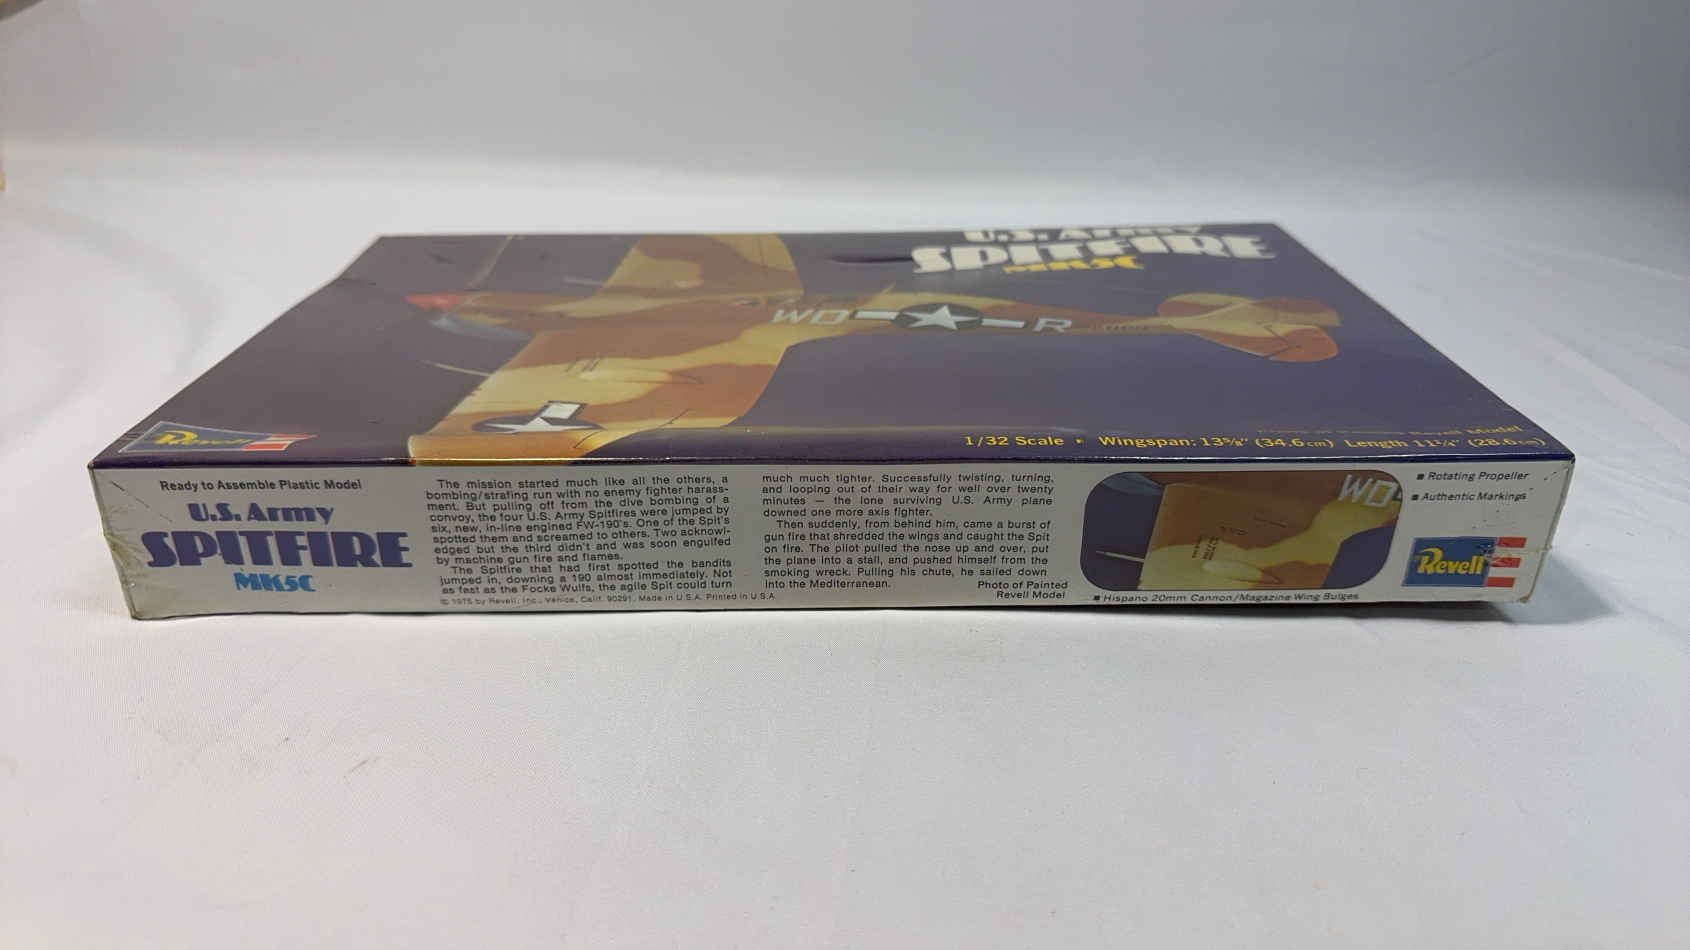 U.S. Army
SPITFIRE
MK5C
WD
R
Revell
Revell Model
1/32 Scale • Wingspan: 13⅝" (34.6cm) Length 11¼" (28.6cm)
Ready to Assemble Plastic Model
U.S. Army
SPITFIRE
MK5C
The mission started much like all the others, a
bombing/strafing run with no enemy fighter harass-
ment. But pulling off from the dive bombing of a
convoy, the four U.S. Army Spitfires were jumped by
six, new, in-line engined FW-190's. One of the Spit's
spotted them and screamed to others. Two acknowl-
edged but the third didn't and was soon engulfed
by machine gun fire and flames.
The Spitfire that had first spotted the bandits
jumped in, downing a 190 almost immediately. Not
as fast as the Focke Wulfs, the agile Spit could turn
© 1975 by Revell, Inc., Venice, Calif. 90291. Made in U.S.A. Printed in U.S.A.
much much tighter. Successfully twisting, turning,
and looping out of their way for well over twenty
minutes — the lone surviving U.S. Army plane
downed one more axis fighter.
Then suddenly, from behind him, came a burst of
gun fire that shredded the wings and caught the Spit
on fire. The pilot pulled the nose up and over, put
the plane into a stall, and pushed himself from the
smoking wreck. Pulling his chute, he sailed down
into the Mediterranean.
Photo of Painted
Revell Model
WD
■ Hispano 20mm Cannon/Magazine Wing Bulges
■ Rotating Propeller
■ Authentic Markings
Revell